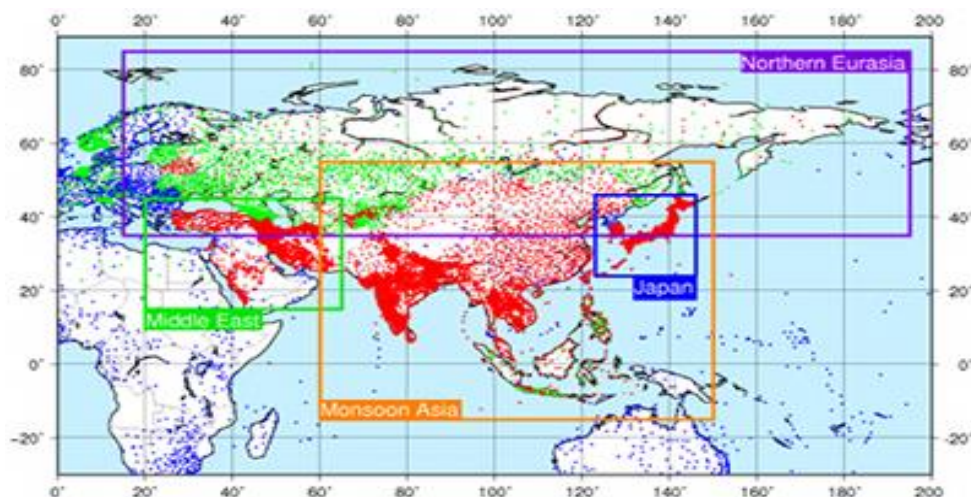 0° 20° 40° 60° 80° 100° 120° 140° 160° 180° 200°
80° 80°
Northern Eurasia
60° 60°
40° 40°
20° Japan 20°
Middle East
0° 0°
Monsoon Asia
-20° -20°
0° 20° 40° 60° 80° 100° 120° 140° 160° 180° 200°